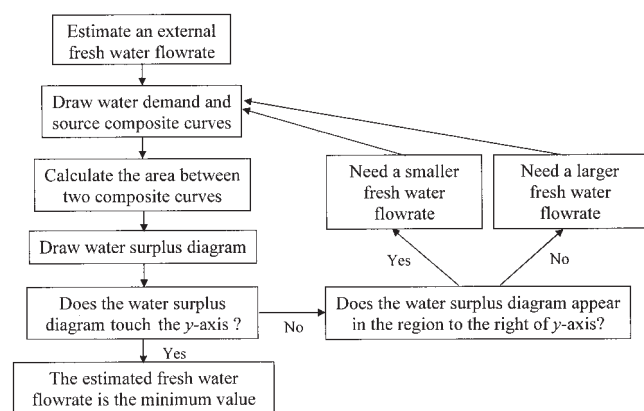 Estimate an external
fresh water flowrate
Draw water demand and
source composite curves
Calculate the area between
two composite curves
Draw water surplus diagram
Does the water surplus
diagram touch the y-axis ?
Yes
The estimated fresh water
flowrate is the minimum value
No
Does the water surplus diagram appear
in the region to the right of y-axis?
Yes
No
Need a smaller
fresh water
flowrate
Need a larger
fresh water
flowrate